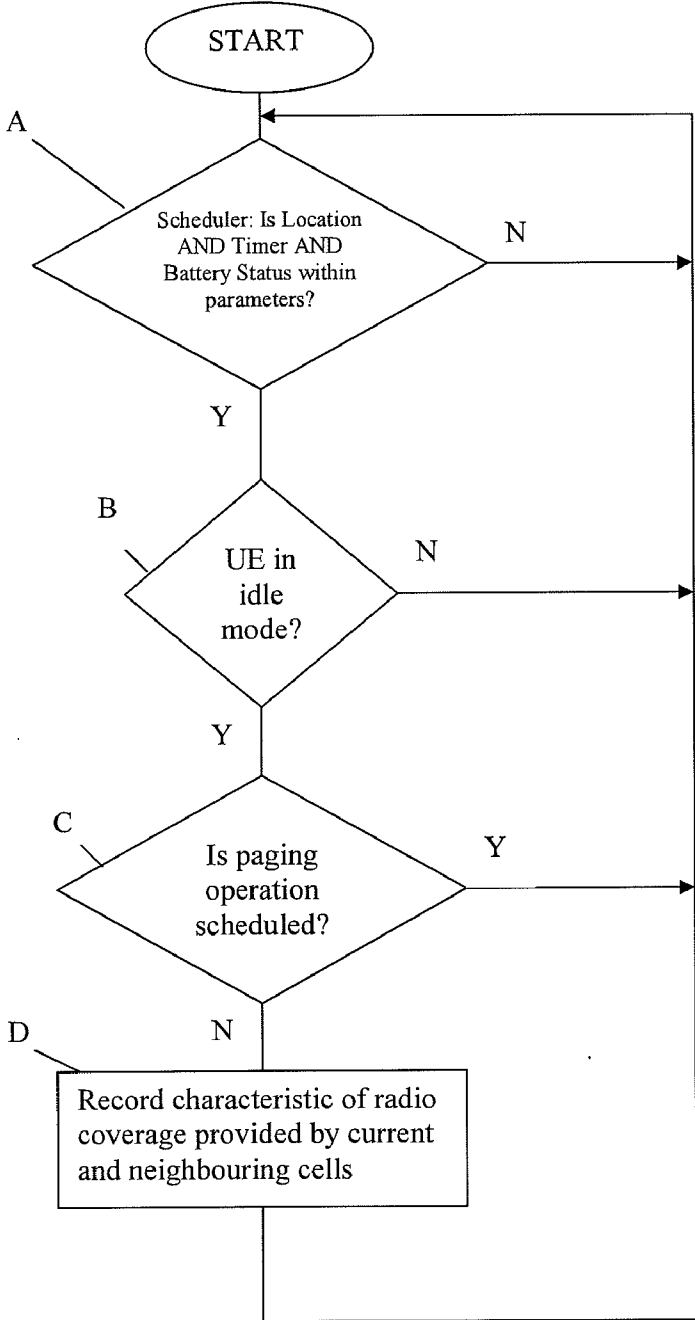 START
A
Scheduler: Is Location
AND Timer AND
Battery Status within
parameters?
N
Y
B
UE in
idle
mode?
N
Y
C
Is paging
operation
scheduled?
Y
N
D
Record characteristic of radio
coverage provided by current
and neighbouring cells